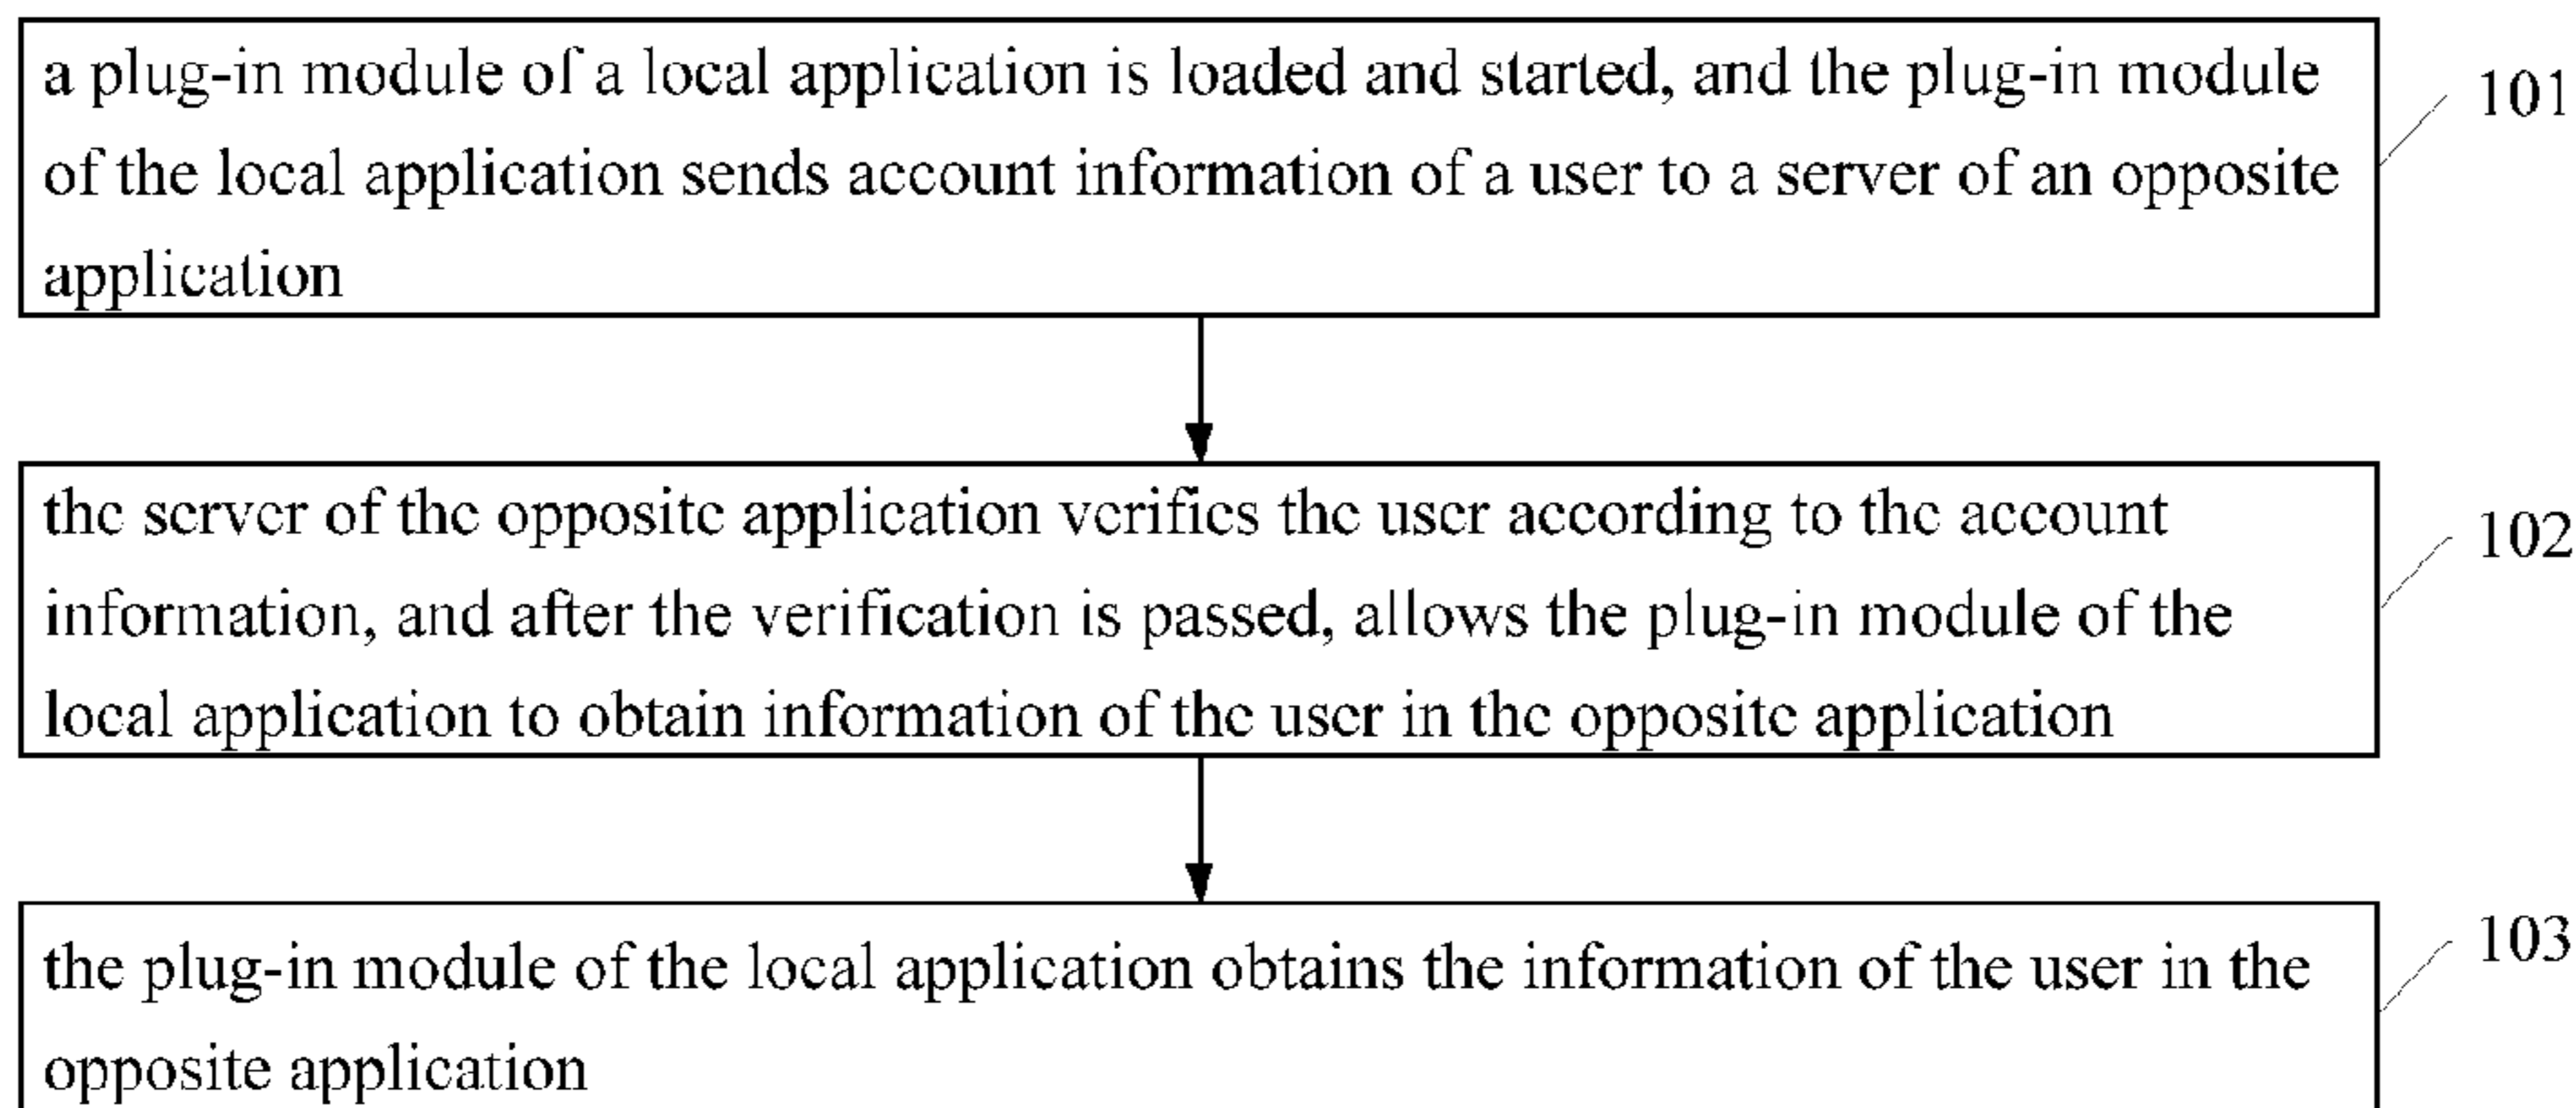 a plug-in module of a local application is loaded and started, and the plug-in module
101
of the local application sends account information of a user to a server of an opposite
application
the server of the opposite application verifies the user according to the account
102
information, and after the verification is passed, allows the plug-in module of the
local application to obtain information of the user in the opposite application
the plug-in module of the local application obtains the information of the user in the
103
opposite application